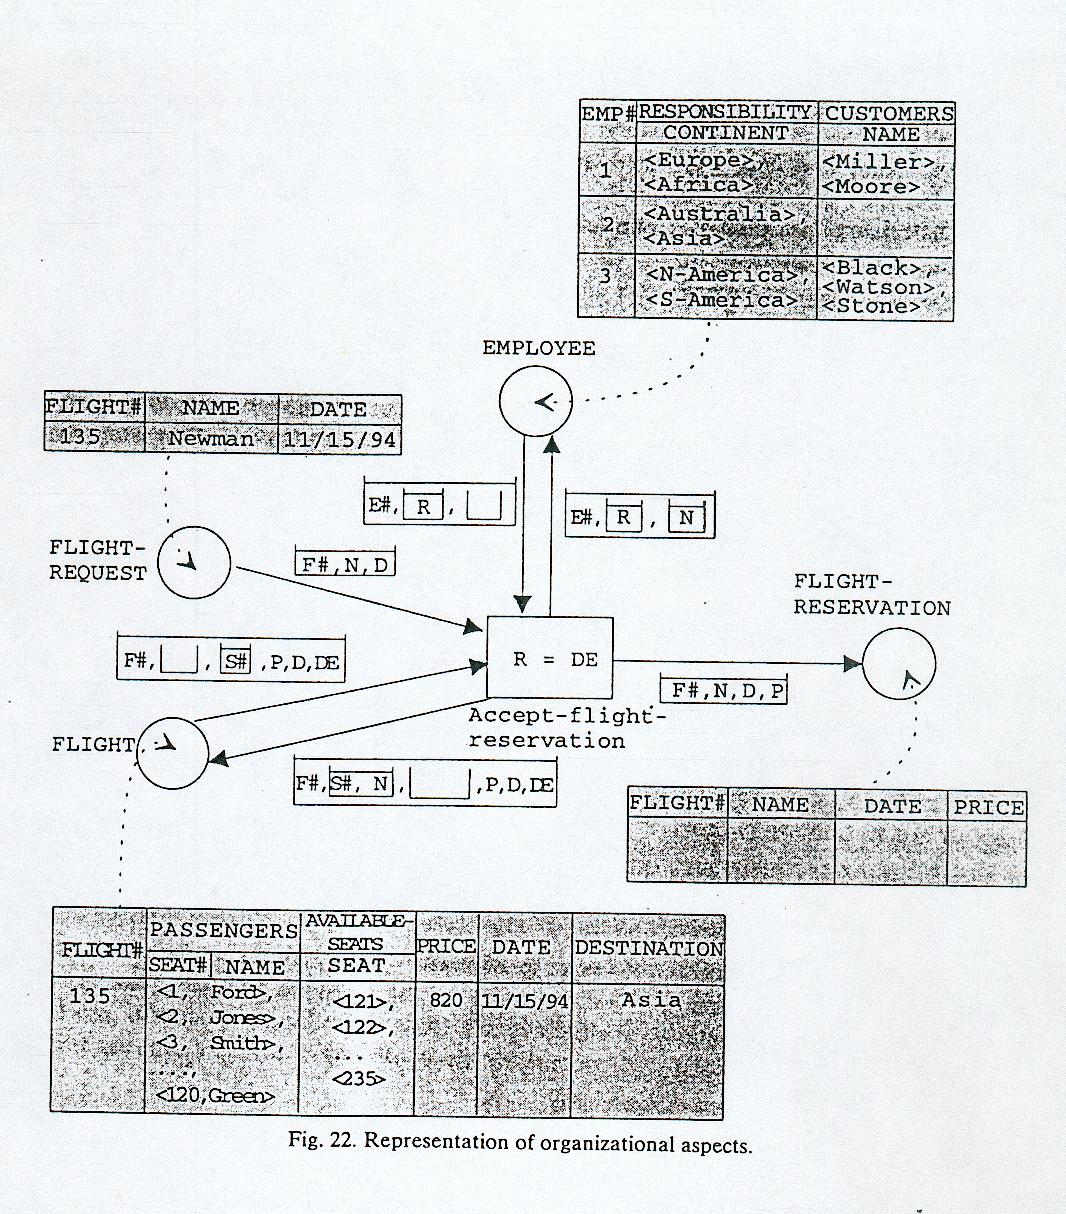 EMP# RESPONSIBILITY CUSTOMERS
CONTINENT NAME
1 <Europe>, <Miller>,
<Africa> <Moore>
2 <Australia>,
<Asia>
3 <N-America>, <Black>,
<S-America> <Watson>,
<Stone>
EMPLOYEE
FLIGHT# NAME DATE
135 Newman 11/15/94
E#, R ,
E#, R , N
FLIGHT-
REQUEST
F#,N,D
FLIGHT-
RESERVATION
F#, , S# ,P,D,DE
R = DE
F#,N,D,P
Accept-flight-
reservation
FLIGHT
F#,S#, N, ,P,D,DE
FLIGHT# NAME DATE PRICE
FLIGHT# PASSENGERS AVAILABLE-
SEATS PRICE DATE DESTINATION
SEAT# NAME SEAT
135 <1, Ford>, <121>, 820 11/15/94 Asia
<2, Jones>, <122>,
<3, Smith>, ...
...., <235>
<120,Green>
Fig. 22. Representation of organizational aspects.